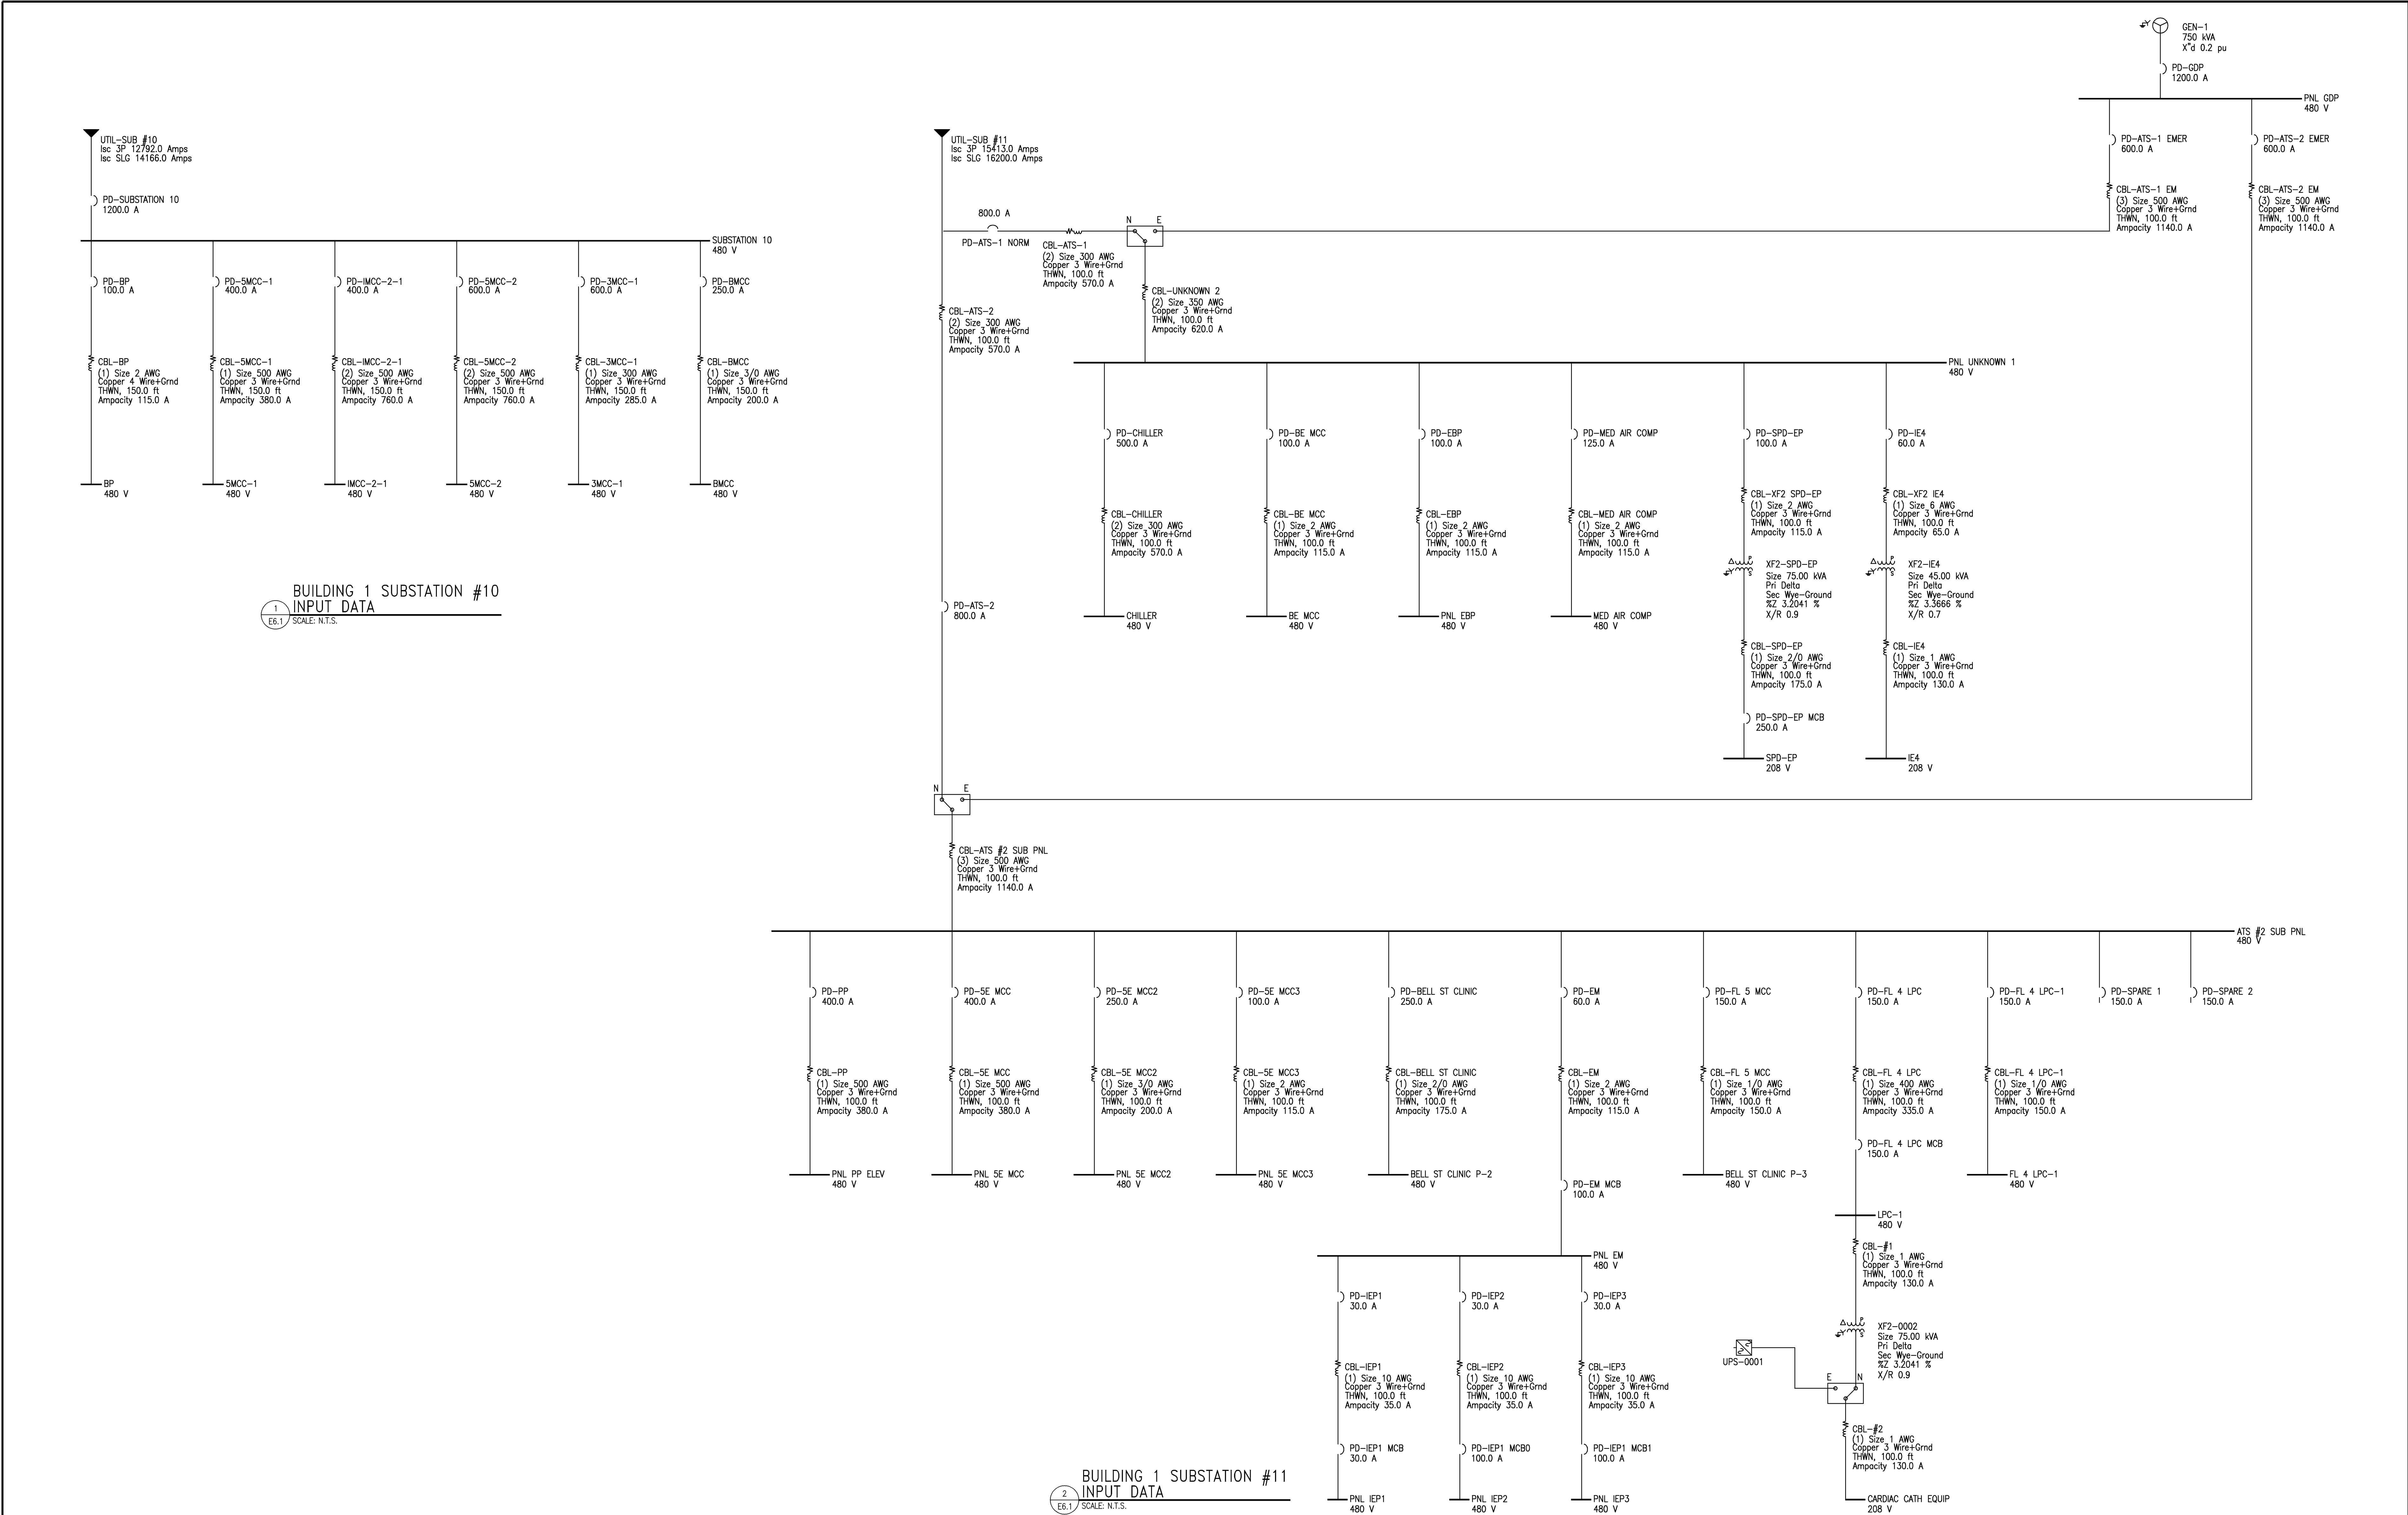 GEN-1
750 kVA
X"d 0.2 pu
PD-GDP
1200.0 A
PNL GDP
480 V
PD-ATS-1 EMER
600.0 A
PD-ATS-2 EMER
600.0 A
CBL-ATS-1 EM
(3) Size 500 AWG
Copper 3 Wire+Grnd
THWN, 100.0 ft
Ampacity 1140.0 A
CBL-ATS-2 EM
(3) Size 500 AWG
Copper 3 Wire+Grnd
THWN, 100.0 ft
Ampacity 1140.0 A
UTIL-SUB #10
Isc 3P 12792.0 Amps
Isc SLG 14166.0 Amps
PD-SUBSTATION 10
1200.0 A
SUBSTATION 10
480 V
PD-BP
100.0 A
PD-5MCC-1
400.0 A
PD-IMCC-2-1
400.0 A
PD-5MCC-2
600.0 A
PD-3MCC-1
600.0 A
PD-BMCC
250.0 A
CBL-BP
(1) Size 2 AWG
Copper 4 Wire+Grnd
THWN, 150.0 ft
Ampacity 115.0 A
CBL-5MCC-1
(1) Size 500 AWG
Copper 3 Wire+Grnd
THWN, 150.0 ft
Ampacity 380.0 A
CBL-IMCC-2-1
(2) Size 500 AWG
Copper 3 Wire+Grnd
THWN, 150.0 ft
Ampacity 760.0 A
CBL-5MCC-2
(2) Size 500 AWG
Copper 3 Wire+Grnd
THWN, 150.0 ft
Ampacity 760.0 A
CBL-3MCC-1
(1) Size 300 AWG
Copper 3 Wire+Grnd
THWN, 150.0 ft
Ampacity 285.0 A
CBL-BMCC
(1) Size 3/0 AWG
Copper 3 Wire+Grnd
THWN, 150.0 ft
Ampacity 200.0 A
BP
480 V
5MCC-1
480 V
IMCC-2-1
480 V
5MCC-2
480 V
3MCC-1
480 V
BMCC
480 V
1
E6.1
BUILDING 1 SUBSTATION #10
INPUT DATA
SCALE: N.T.S.
UTIL-SUB #11
Isc 3P 15413.0 Amps
Isc SLG 16200.0 Amps
800.0 A
PD-ATS-1 NORM
CBL-ATS-1
(2) Size 300 AWG
Copper 3 Wire+Grnd
THWN, 100.0 ft
Ampacity 570.0 A
N E
CBL-UNKNOWN 2
(2) Size 350 AWG
Copper 3 Wire+Grnd
THWN, 100.0 ft
Ampacity 620.0 A
CBL-ATS-2
(2) Size 300 AWG
Copper 3 Wire+Grnd
THWN, 100.0 ft
Ampacity 570.0 A
PNL UNKNOWN 1
480 V
PD-CHILLER
500.0 A
PD-BE MCC
100.0 A
PD-EBP
100.0 A
PD-MED AIR COMP
125.0 A
PD-SPD-EP
100.0 A
PD-IE4
60.0 A
CBL-CHILLER
(2) Size 300 AWG
Copper 3 Wire+Grnd
THWN, 100.0 ft
Ampacity 570.0 A
CBL-BE MCC
(1) Size 2 AWG
Copper 3 Wire+Grnd
THWN, 100.0 ft
Ampacity 115.0 A
CBL-EBP
(1) Size 2 AWG
Copper 3 Wire+Grnd
THWN, 100.0 ft
Ampacity 115.0 A
CBL-MED AIR COMP
(1) Size 2 AWG
Copper 3 Wire+Grnd
THWN, 100.0 ft
Ampacity 115.0 A
CBL-XF2 SPD-EP
(1) Size 2 AWG
Copper 3 Wire+Grnd
THWN, 100.0 ft
Ampacity 115.0 A
CBL-XF2 IE4
(1) Size 6 AWG
Copper 3 Wire+Grnd
THWN, 100.0 ft
Ampacity 65.0 A
P
S
XF2-SPD-EP
Size 75.00 kVA
Pri Delta
Sec Wye-Ground
%Z 3.2041 %
X/R 0.9
P
S
XF2-IE4
Size 45.00 kVA
Pri Delta
Sec Wye-Ground
%Z 3.3666 %
X/R 0.7
CHILLER
480 V
BE MCC
480 V
PNL EBP
480 V
MED AIR COMP
480 V
CBL-SPD-EP
(1) Size 2/0 AWG
Copper 3 Wire+Grnd
THWN, 100.0 ft
Ampacity 175.0 A
CBL-IE4
(1) Size 1 AWG
Copper 3 Wire+Grnd
THWN, 100.0 ft
Ampacity 130.0 A
PD-SPD-EP MCB
250.0 A
SPD-EP
208 V
IE4
208 V
PD-ATS-2
800.0 A
N E
CBL-ATS #2 SUB PNL
(3) Size 500 AWG
Copper 3 Wire+Grnd
THWN, 100.0 ft
Ampacity 1140.0 A
ATS #2 SUB PNL
480 V
PD-PP
400.0 A
PD-5E MCC
400.0 A
PD-5E MCC2
250.0 A
PD-5E MCC3
100.0 A
PD-BELL ST CLINIC
250.0 A
PD-EM
60.0 A
PD-FL 5 MCC
150.0 A
PD-FL 4 LPC
150.0 A
PD-FL 4 LPC-1
150.0 A
PD-SPARE 1
150.0 A
PD-SPARE 2
150.0 A
CBL-PP
(1) Size 500 AWG
Copper 3 Wire+Grnd
THWN, 100.0 ft
Ampacity 380.0 A
CBL-5E MCC
(1) Size 500 AWG
Copper 3 Wire+Grnd
THWN, 100.0 ft
Ampacity 380.0 A
CBL-5E MCC2
(1) Size 3/0 AWG
Copper 3 Wire+Grnd
THWN, 100.0 ft
Ampacity 200.0 A
CBL-5E MCC3
(1) Size 2 AWG
Copper 3 Wire+Grnd
THWN, 100.0 ft
Ampacity 115.0 A
CBL-BELL ST CLINIC
(1) Size 2/0 AWG
Copper 3 Wire+Grnd
THWN, 100.0 ft
Ampacity 175.0 A
CBL-EM
(1) Size 2 AWG
Copper 3 Wire+Grnd
THWN, 100.0 ft
Ampacity 115.0 A
CBL-FL 5 MCC
(1) Size 1/0 AWG
Copper 3 Wire+Grnd
THWN, 100.0 ft
Ampacity 150.0 A
CBL-FL 4 LPC
(1) Size 400 AWG
Copper 3 Wire+Grnd
THWN, 100.0 ft
Ampacity 335.0 A
CBL-FL 4 LPC-1
(1) Size 1/0 AWG
Copper 3 Wire+Grnd
THWN, 100.0 ft
Ampacity 150.0 A
PD-FL 4 LPC MCB
150.0 A
PNL PP ELEV
480 V
PNL 5E MCC
480 V
PNL 5E MCC2
480 V
PNL 5E MCC3
480 V
BELL ST CLINIC P-2
480 V
PD-EM MCB
100.0 A
BELL ST CLINIC P-3
480 V
FL 4 LPC-1
480 V
LPC-1
480 V
PNL EM
480 V
CBL-#1
(1) Size 1 AWG
Copper 3 Wire+Grnd
THWN, 100.0 ft
Ampacity 130.0 A
PD-IEP1
30.0 A
PD-IEP2
30.0 A
PD-IEP3
30.0 A
P
S
XF2-0002
Size 75.00 kVA
Pri Delta
Sec Wye-Ground
%Z 3.2041 %
X/R 0.9
UPS-0001
E N
CBL-IEP1
(1) Size 10 AWG
Copper 3 Wire+Grnd
THWN, 100.0 ft
Ampacity 35.0 A
CBL-IEP2
(1) Size 10 AWG
Copper 3 Wire+Grnd
THWN, 100.0 ft
Ampacity 35.0 A
CBL-IEP3
(1) Size 10 AWG
Copper 3 Wire+Grnd
THWN, 100.0 ft
Ampacity 35.0 A
CBL-#2
(1) Size 1 AWG
Copper 3 Wire+Grnd
THWN, 100.0 ft
Ampacity 130.0 A
PD-IEP1 MCB
30.0 A
PD-IEP1 MCB0
100.0 A
PD-IEP1 MCB1
100.0 A
PNL IEP1
480 V
PNL IEP2
480 V
PNL IEP3
480 V
CARDIAC CATH EQUIP
208 V
2
E6.1
BUILDING 1 SUBSTATION #11
INPUT DATA
SCALE: N.T.S.